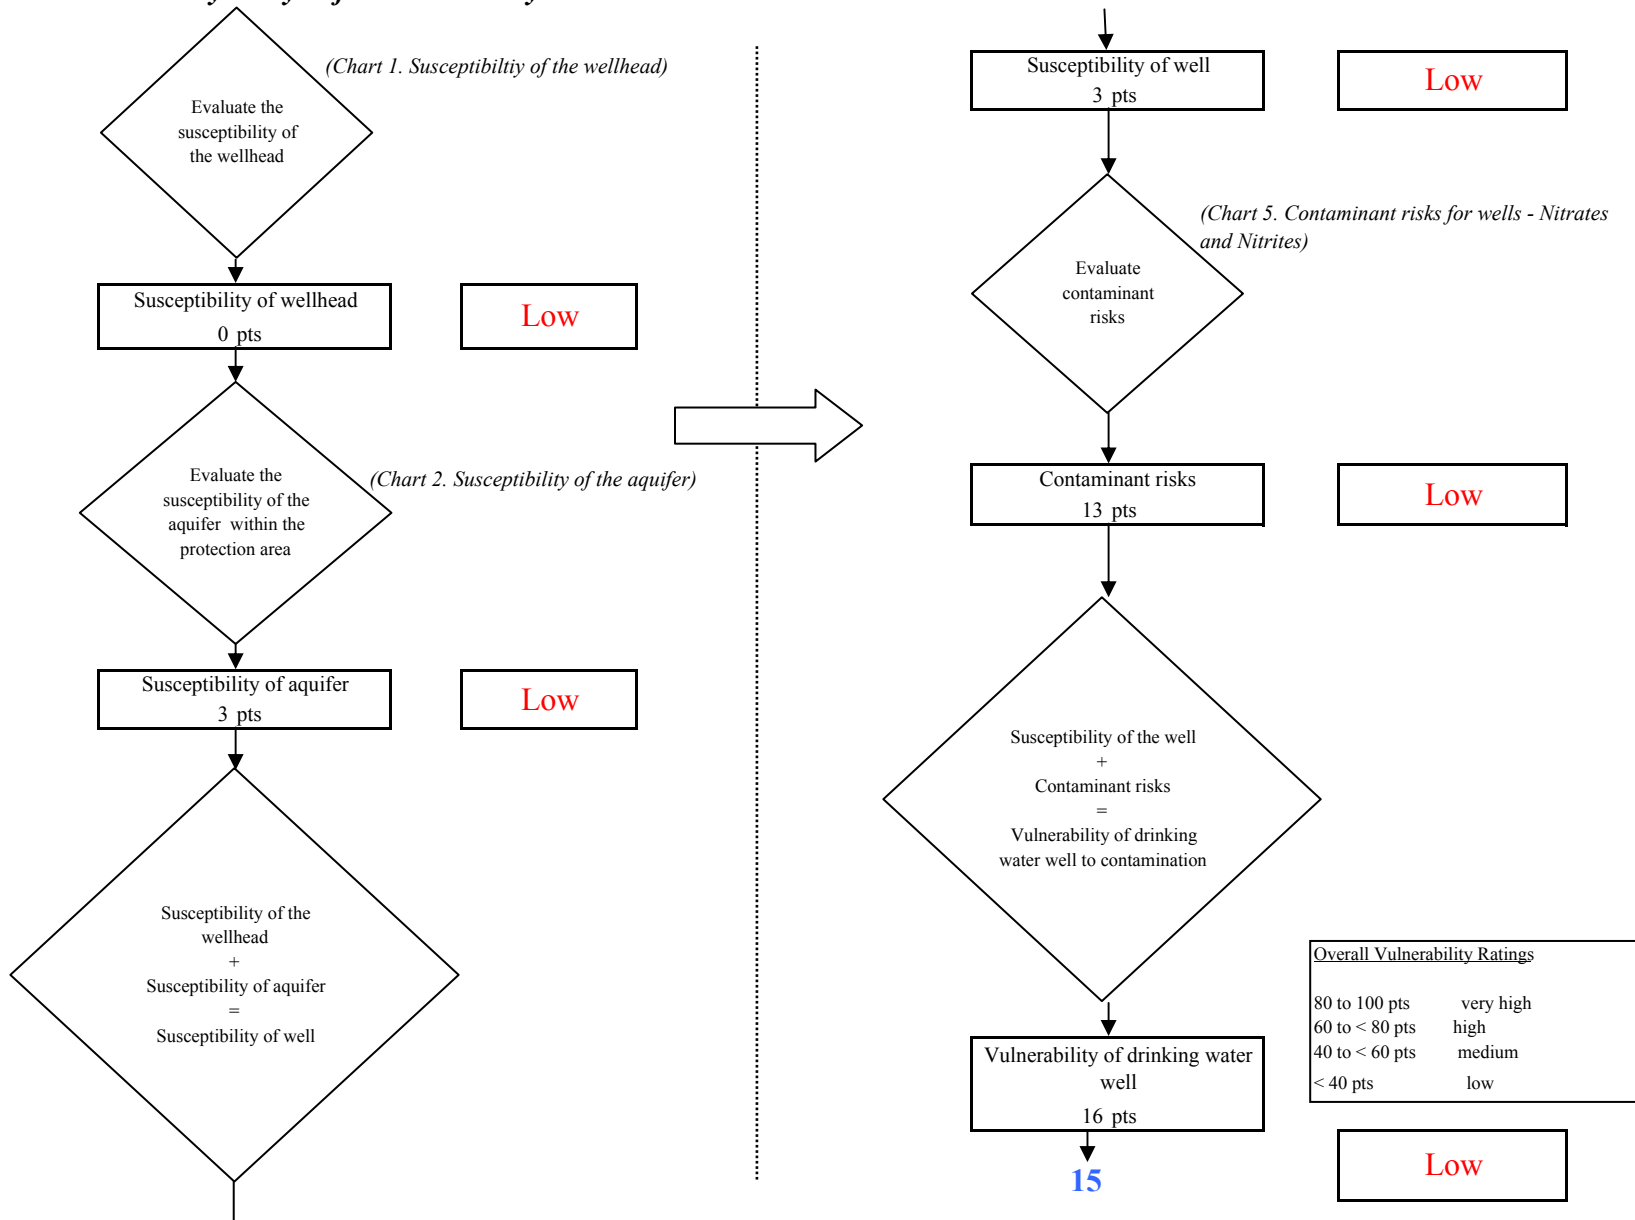 (Chart 1. Susceptibiltiy of the wellhead)
Evaluate the
susceptibility of
the wellhead
Susceptibility of wellhead
0 pts
Low
(Chart 2. Susceptibility of the aquifer)
Evaluate the
susceptibility of the
aquifer within the
protection area
Susceptibility of aquifer
3 pts
Low
Susceptibility of the
wellhead
+
Susceptibility of aquifer
=
Susceptibility of well
Susceptibility of well
3 pts
Low
(Chart 5. Contaminant risks for wells - Nitrates
and Nitrites)
Evaluate
contaminant
risks
Contaminant risks
13 pts
Low
Susceptibility of the well
+
Contaminant risks
=
Vulnerability of drinking
water well to contamination
Overall Vulnerability Ratings
80 to 100 pts very high
60 to < 80 pts high
40 to < 60 pts medium
< 40 pts low
Vulnerability of drinking water
well
16 pts
15
Low